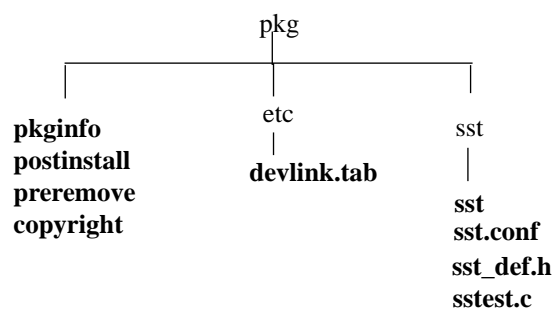 pkg
pkginfo
postinstall
preremove
copyright
etc
devlink.tab
sst
sst
sst.conf
sst_def.h
sstest.c